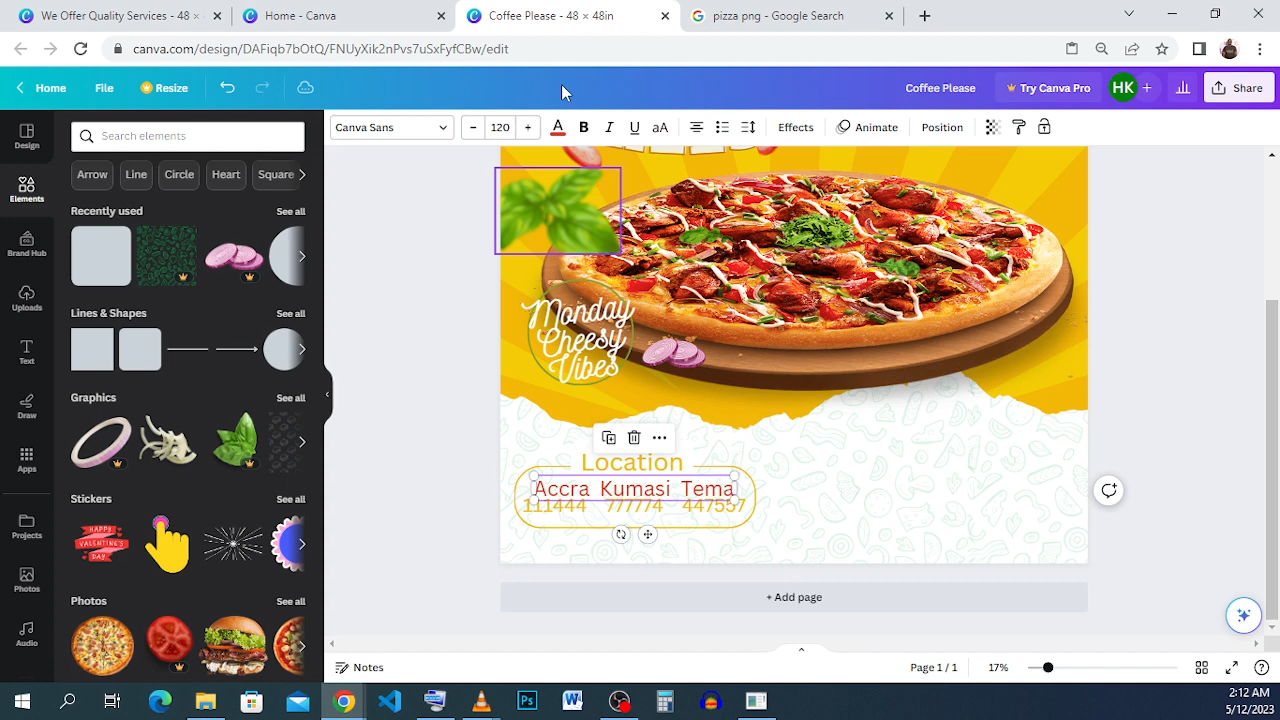 We Offer Quality Services - 48 ×
Home - Canva
Coffee Please - 48 × 48in
pizza png - Google Search
canva.com/design/DAFiqb7bOtQ/FNUyXik2nPvs7uSxFyfCBw/edit
Home
File
Resize
Coffee Please
Try Canva Pro
HK
Share
Design
Elements
Brand Hub
Uploads
Text
Draw
Apps
Projects
Photos
Audio
Search elements
Arrow
Line
Circle
Heart
Square
Recently used
See all
Lines & Shapes
See all
Graphics
See all
Stickers
See all
HAPPY
VALENTINE'S
DAY
Photos
See all
Canva Sans
120
A
B
I
U
aA
Effects
Animate
Position
Monday
Cheesy
Vibes
Location
Accra Kumasi Tema
111444 777774 447557
+ Add page
Notes
Page 1 / 1
17%
Ps
2:12 AM
5/12/2023